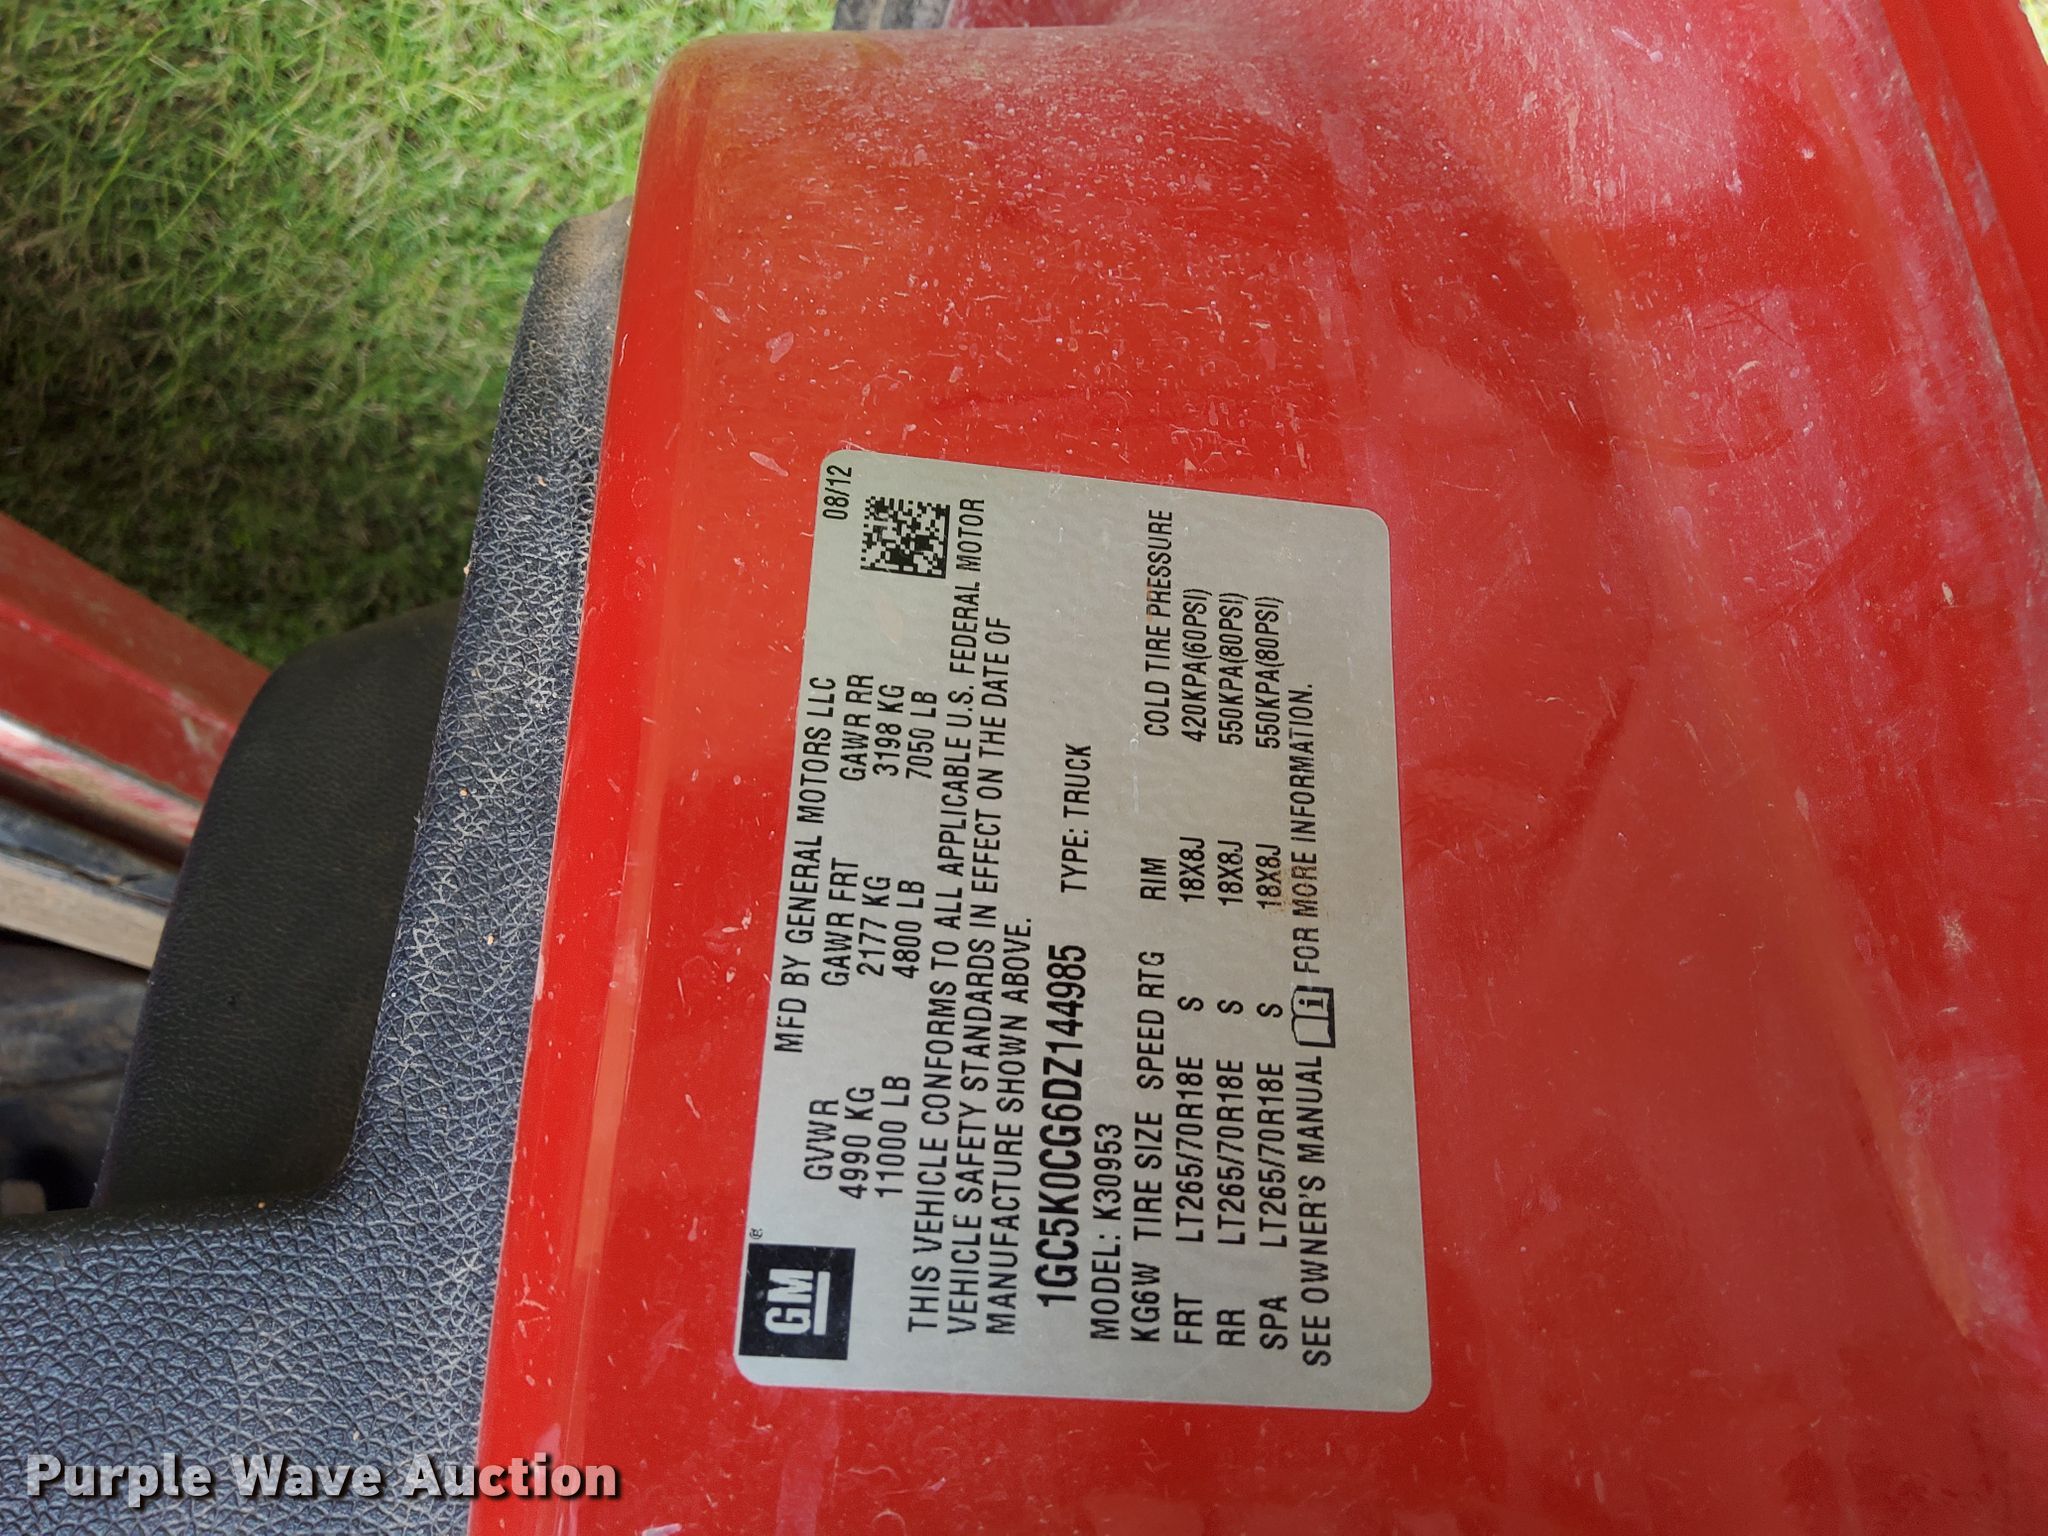 GM ®
MFD BY GENERAL MOTORS LLC 08/12
GVWR GAWR FRT GAWR RR
4990 KG 2177 KG 3198 KG
11000 LB 4800 LB 7050 LB
THIS VEHICLE CONFORMS TO ALL APPLICABLE U.S. FEDERAL MOTOR
VEHICLE SAFETY STANDARDS IN EFFECT ON THE DATE OF
MANUFACTURE SHOWN ABOVE.
1GC5K0CG6DZ144985 TYPE: TRUCK
MODEL: K30953
KG6W TIRE SIZE SPEED RTG RIM COLD TIRE PRESSURE
FRT LT265/70R18E S 18X8J 420KPA(60PSI)
RR LT265/70R18E S 18X8J 550KPA(80PSI)
SPA LT265/70R18E S 18X8J 550KPA(80PSI)
SEE OWNER'S MANUAL i FOR MORE INFORMATION.
Purple Wave Auction